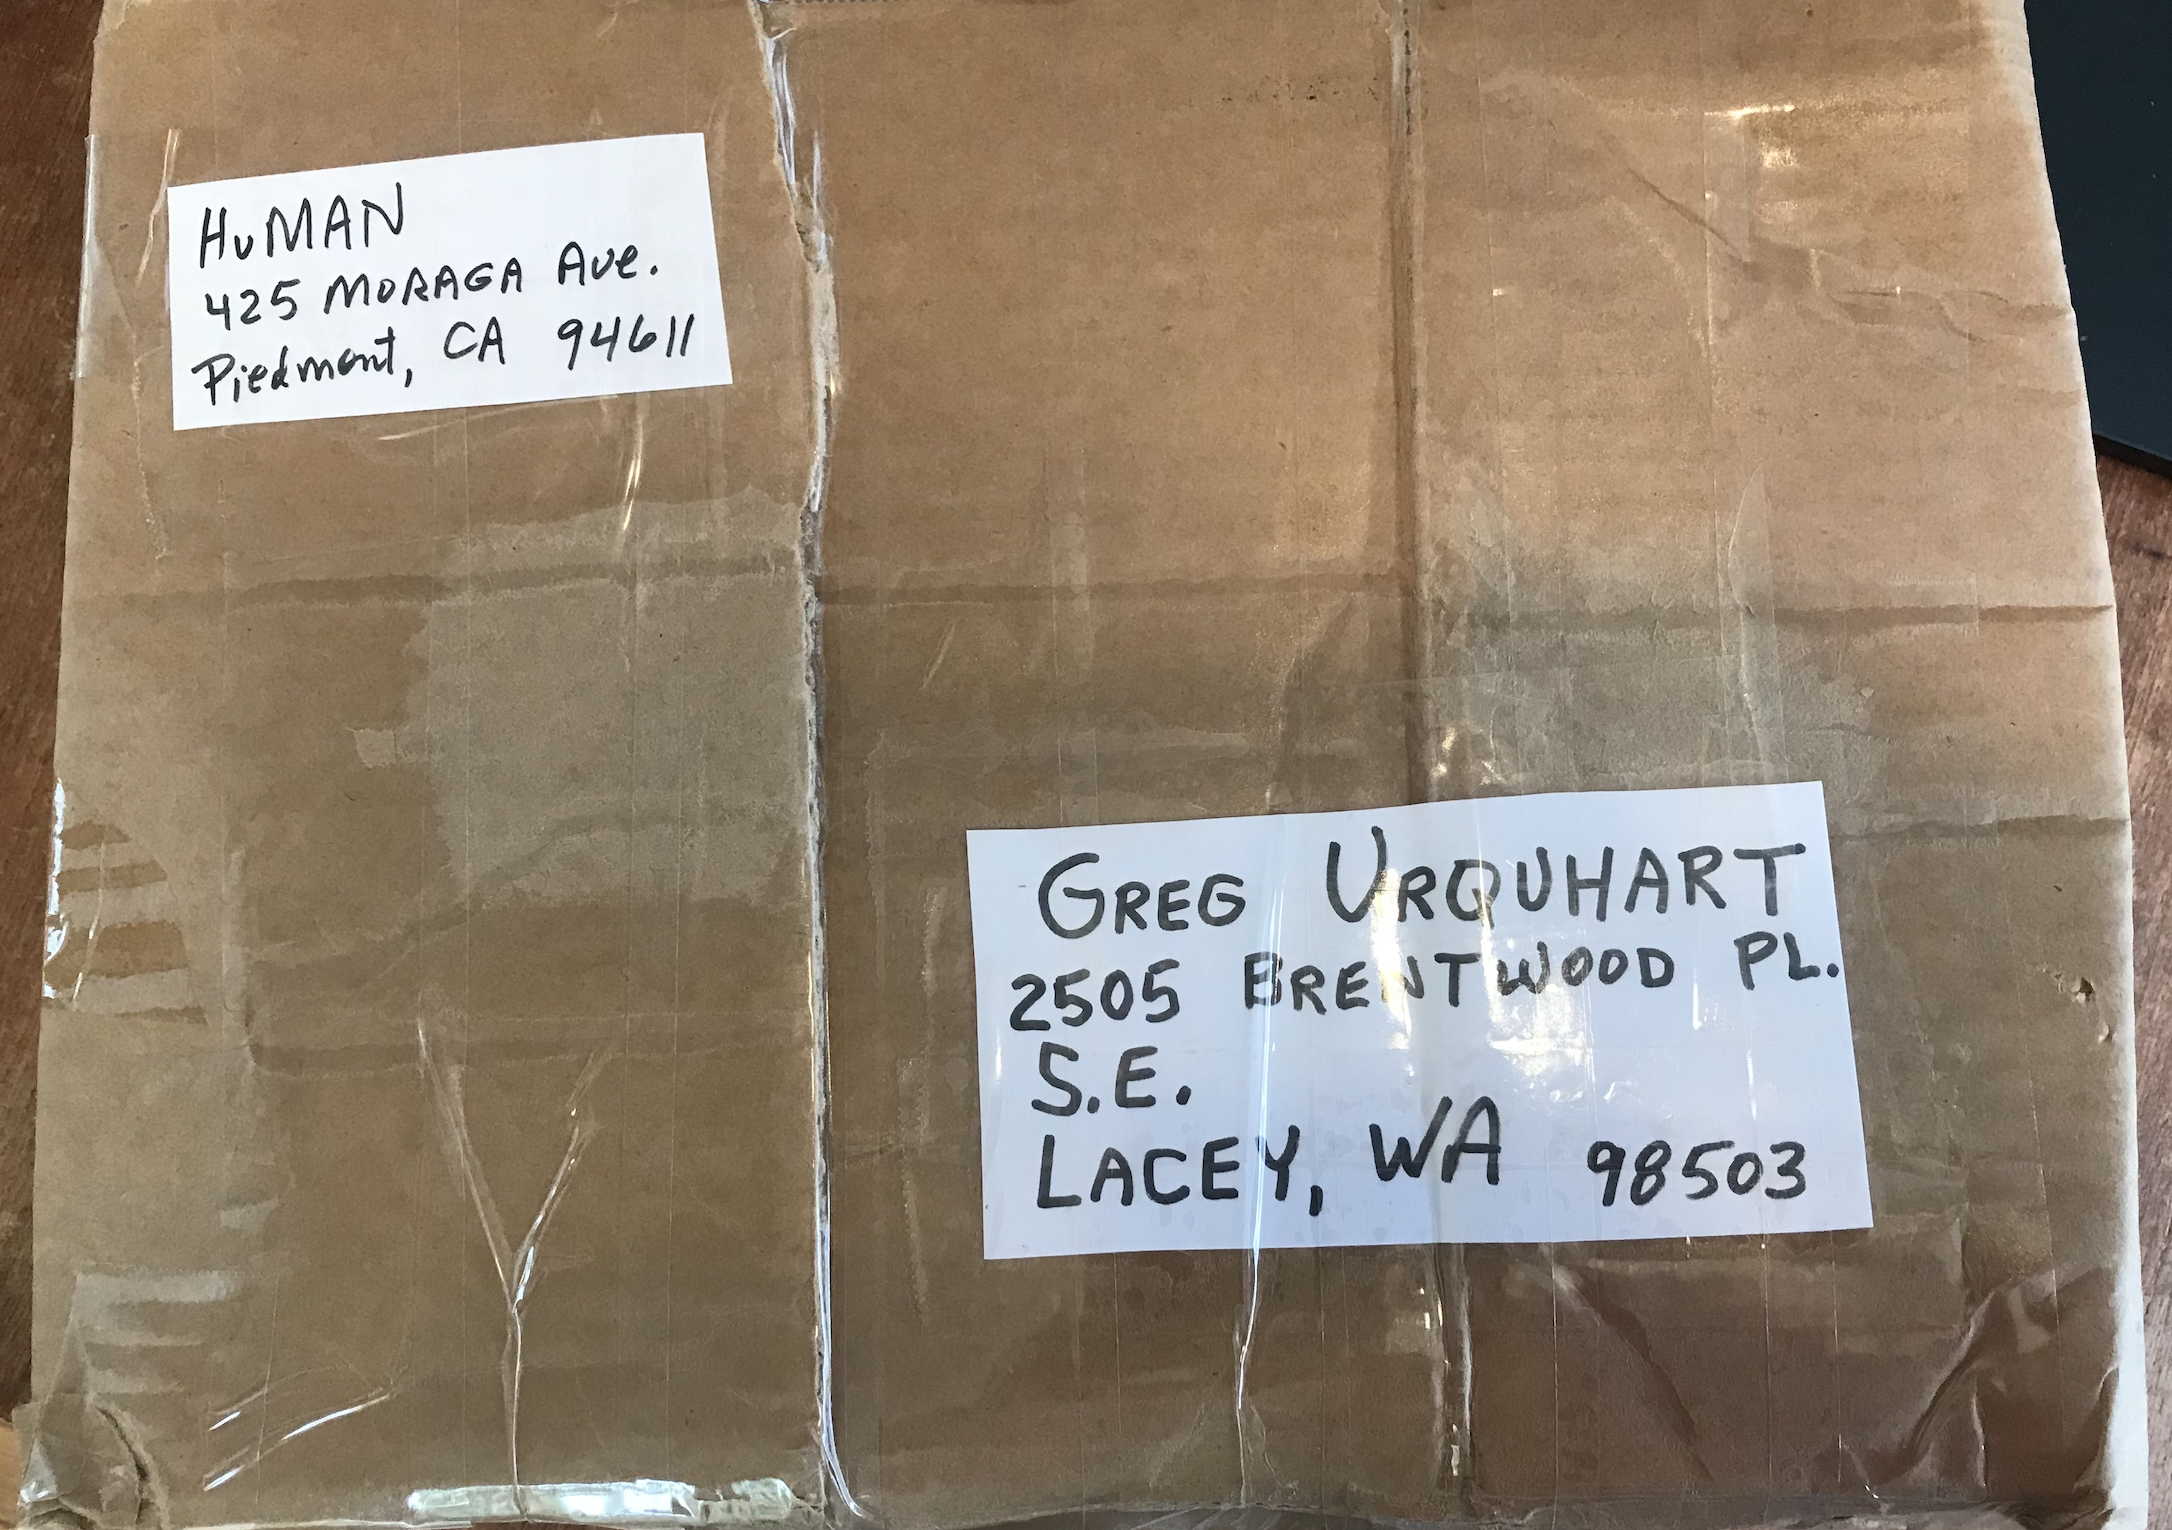 HuMAN
425 MORAGA Ave.
Piedmont, CA 94611
GREG URQUHART
2505 BRENTWOOD PL.
S.E.
LACEY, WA 98503